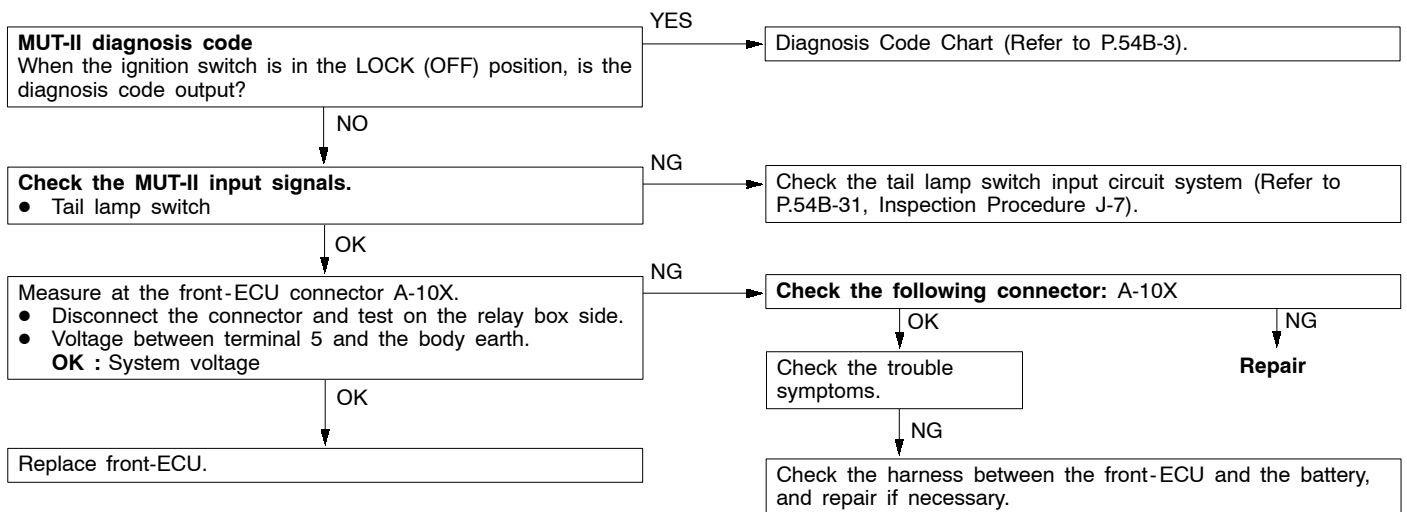 MUT-II diagnosis code
When the ignition switch is in the LOCK (OFF) position, is the
diagnosis code output?
YES
Diagnosis Code Chart (Refer to P.54B-3).
NO
Check the MUT-II input signals.
● Tail lamp switch
NG
Check the tail lamp switch input circuit system (Refer to
P.54B-31, Inspection Procedure J-7).
OK
Measure at the front-ECU connector A-10X.
● Disconnect the connector and test on the relay box side.
● Voltage between terminal 5 and the body earth.
OK : System voltage
NG
Check the following connector: A-10X
OK
NG
Check the trouble
symptoms.
Repair
NG
Check the harness between the front-ECU and the battery,
and repair if necessary.
OK
Replace front-ECU.